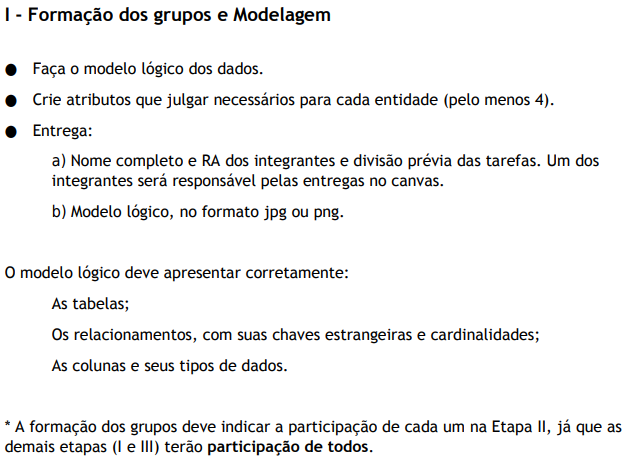 I - Formação dos grupos e Modelagem
● Faça o modelo lógico dos dados.
● Crie atributos que julgar necessários para cada entidade (pelo menos 4).
● Entrega:
a) Nome completo e RA dos integrantes e divisão prévia das tarefas. Um dos
integrantes será responsável pelas entregas no canvas.
b) Modelo lógico, no formato jpg ou png.
O modelo lógico deve apresentar corretamente:
As tabelas;
Os relacionamentos, com suas chaves estrangeiras e cardinalidades;
As colunas e seus tipos de dados.
* A formação dos grupos deve indicar a participação de cada um na Etapa II, já que as
demais etapas (I e III) terão participação de todos.